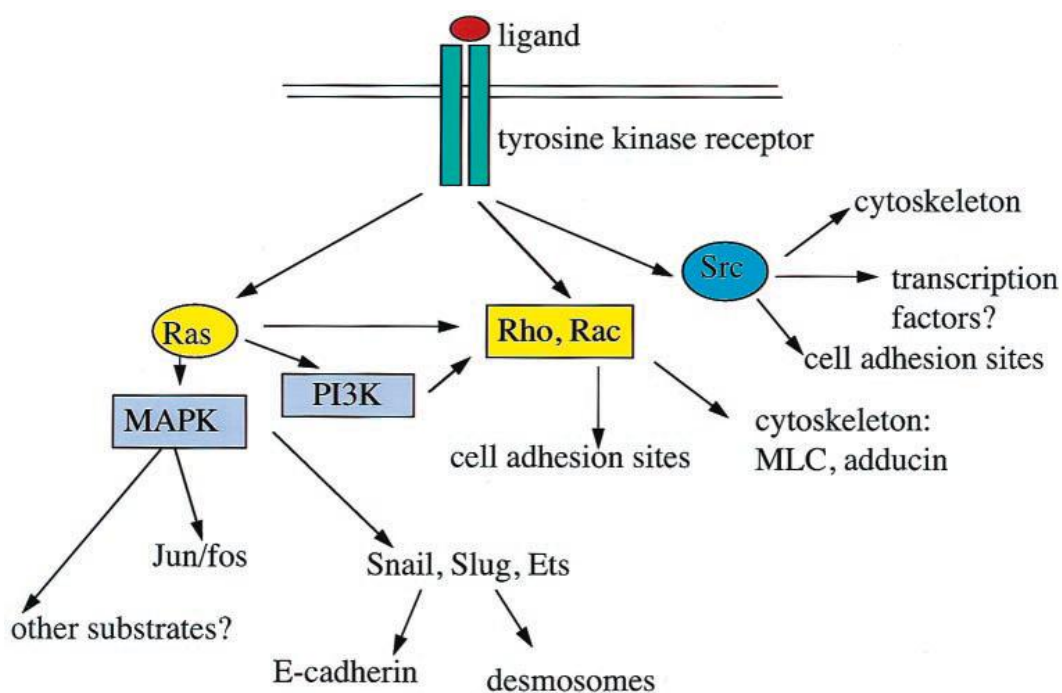 ligand
tyrosine kinase receptor
cytoskeleton
Src
transcription
factors?
cell adhesion sites
Ras
Rho, Rac
PI3K
MAPK
cytoskeleton:
MLC, adducin
cell adhesion sites
Jun/fos
Snail, Slug, Ets
other substrates?
E-cadherin
desmosomes